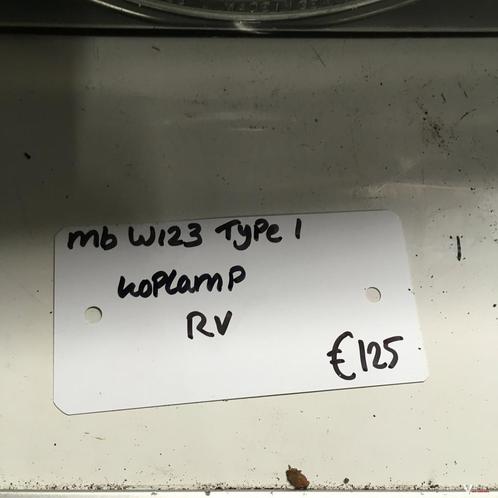 mb W123 Type 1
koplamp
RV
€125